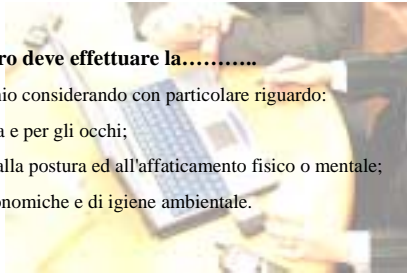 ro deve effettuare la………..
io considerando con particolare riguardo:
a e per gli occhi;
alla postura ed all'affaticamento fisico o mentale;
onomiche e di igiene ambientale.